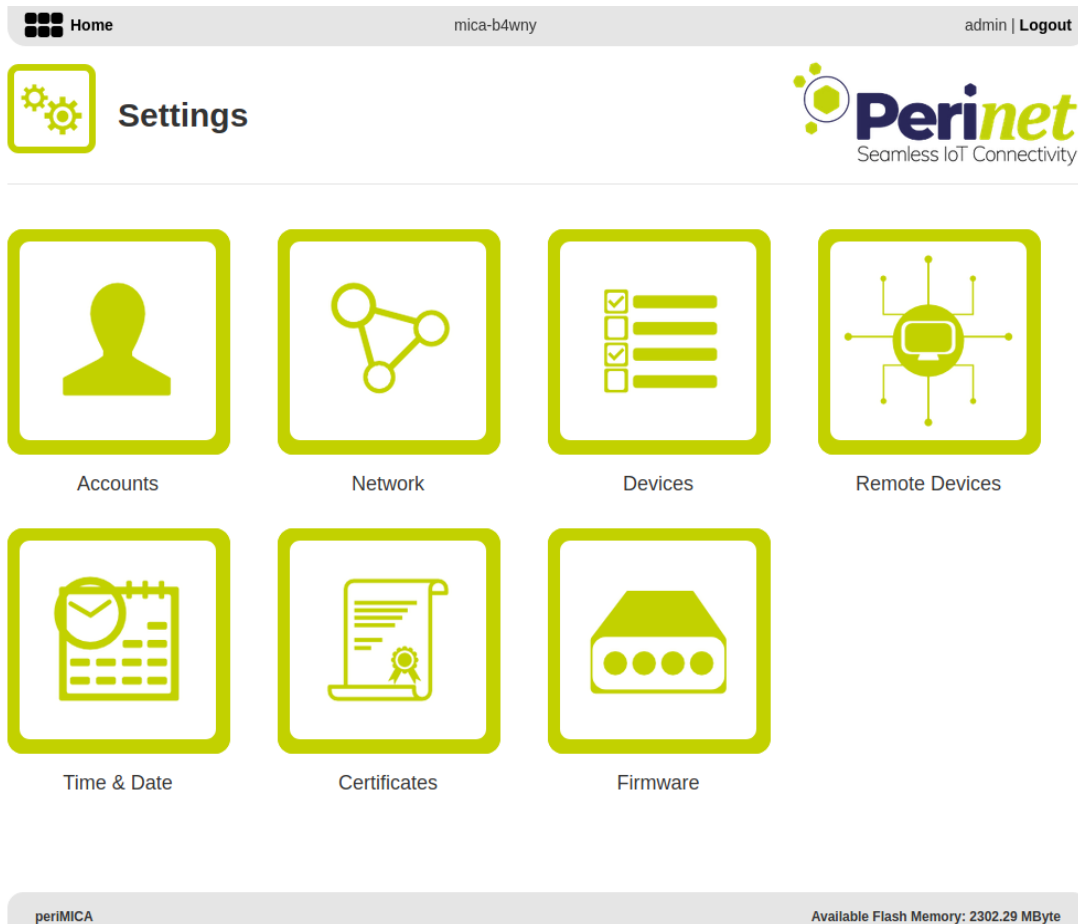 Home mica-b4wny admin | Logout
Settings
Perinet
Seamless IoT Connectivity
Accounts Network Devices Remote Devices
Time & Date Certificates Firmware
periMICA Available Flash Memory: 2302.29 MByte